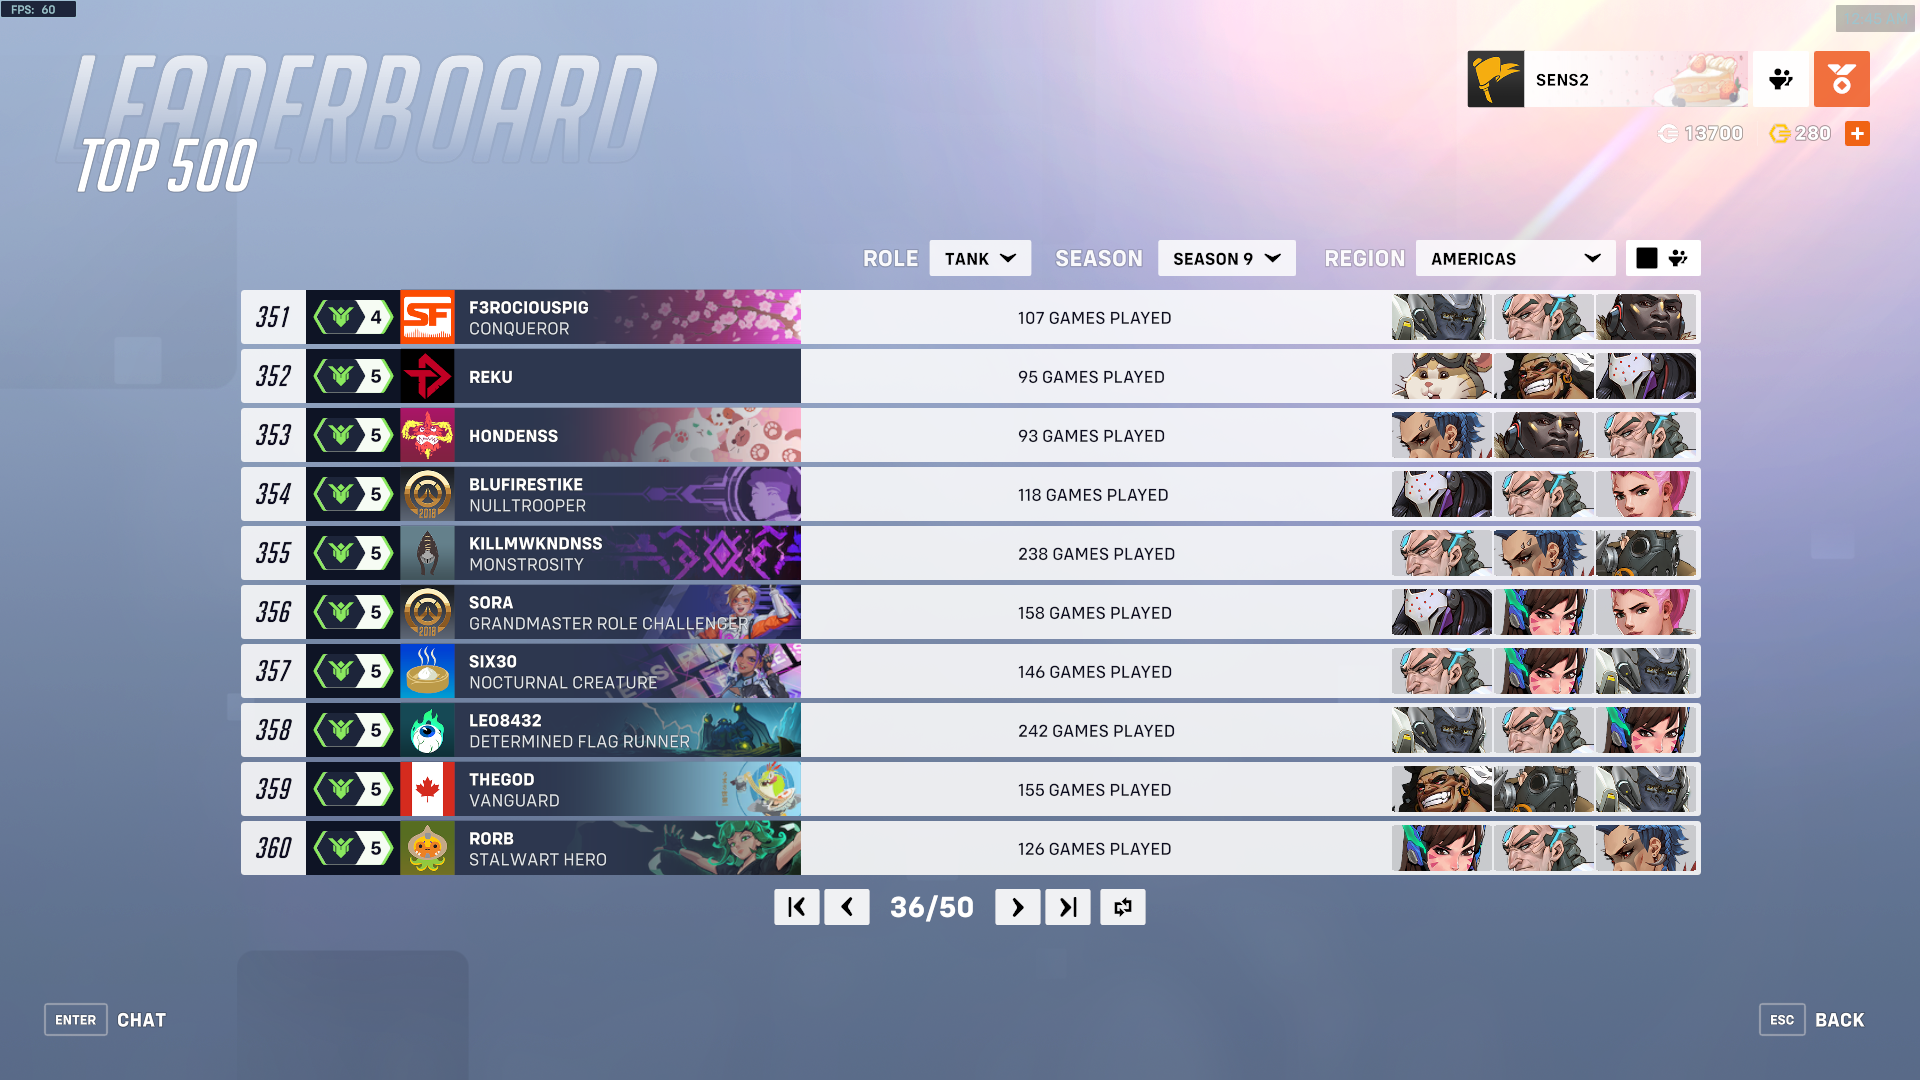 FPS: 60
LEADERBOARD
TOP 500
SENS2
13700
280
ROLE TANK SEASON SEASON 9 REGION AMERICAS
351 4 SF F3ROCIOUSPIG CONQUEROR 107 GAMES PLAYED
352 5 REKU 95 GAMES PLAYED
353 5 HONDENSS 93 GAMES PLAYED
354 5 2018 BLUFIRESTIKE NULLTROOPER 118 GAMES PLAYED
355 5 KILLMWKNDNSS MONSTROSITY 238 GAMES PLAYED
356 5 2018 SORA GRANDMASTER ROLE CHALLENGER 158 GAMES PLAYED
357 5 SIX30 NOCTURNAL CREATURE 146 GAMES PLAYED
358 5 LEO8432 DETERMINED FLAG RUNNER 242 GAMES PLAYED
359 5 THEGOD VANGUARD 155 GAMES PLAYED
360 5 RORB STALWART HERO 126 GAMES PLAYED
36/50
ENTER CHAT
ESC BACK